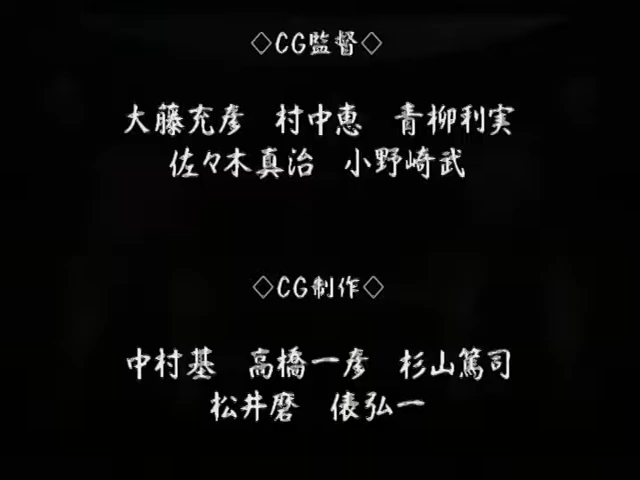 ◇CG監督◇
大藤充彦 村中恵 青柳利実
佐々木真治 小野崎武
◇CG制作◇
中村基 高橋一彦 杉山篤司
松井磨 俵弘一